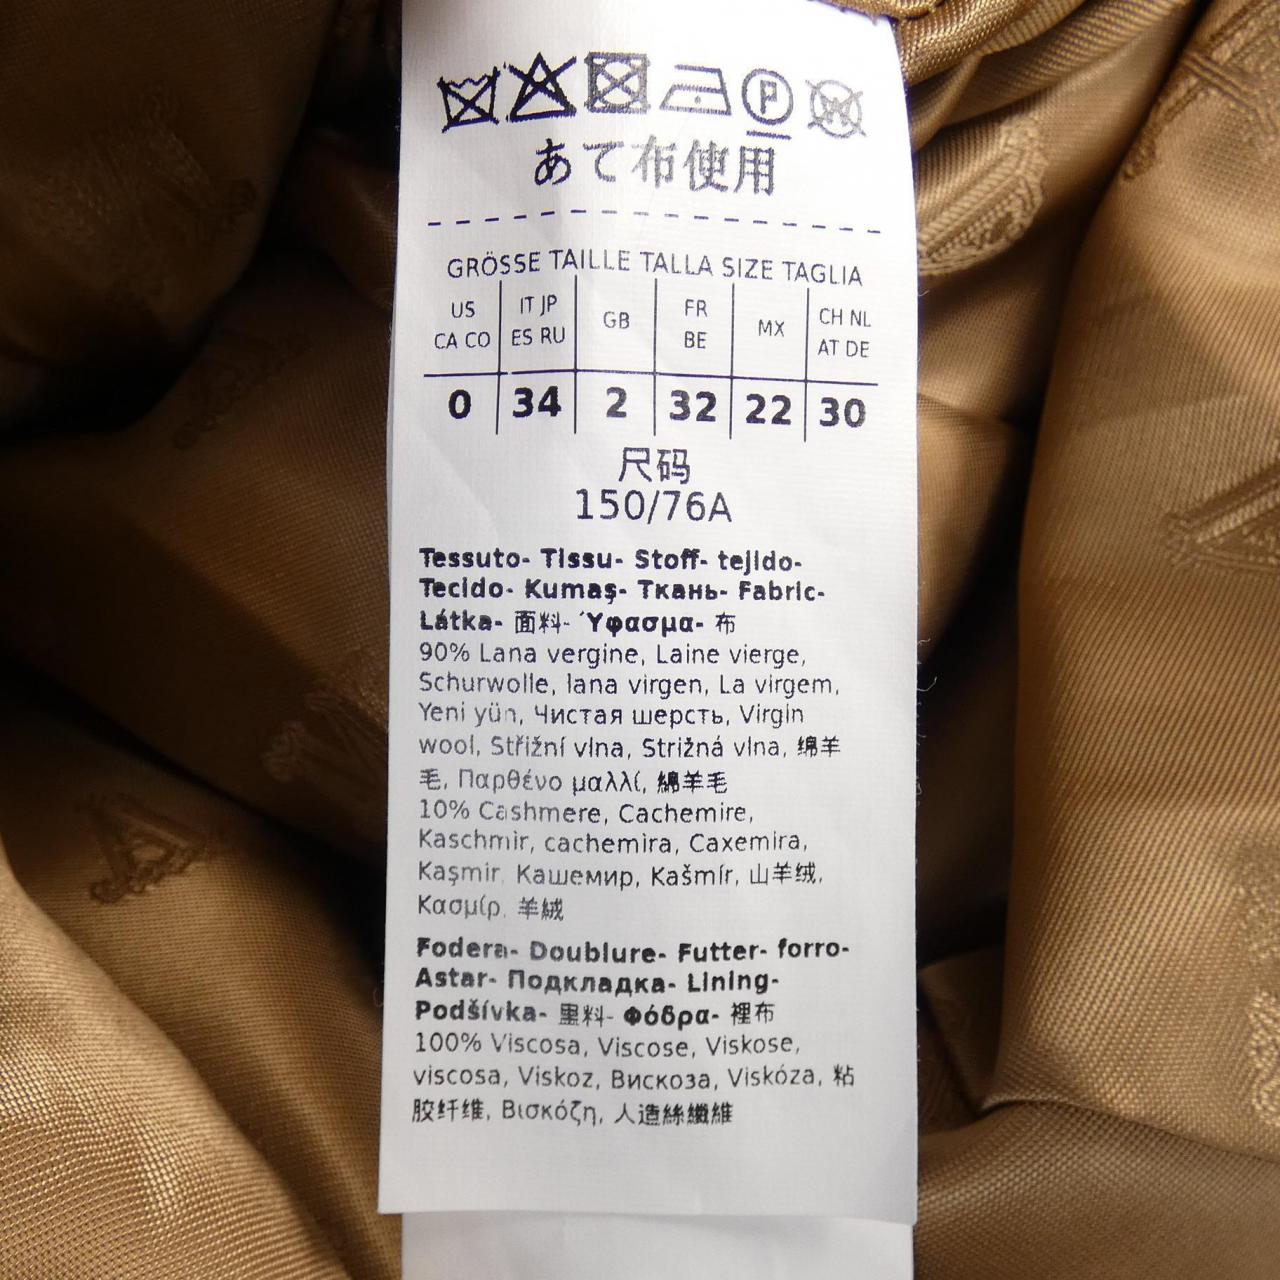 P
W
あて布使用
GRÖSSE TAILLE TALLA SIZE TAGLIA
US CA CO | IT JP ES RU | GB | FR BE | MX | CH NL AT DE
0 | 34 | 2 | 32 | 22 | 30
尺码
150/76A
Tessuto- Tissu- Stoff- tejido-
Tecido- Kumaş- Ткань- Fabric-
Látka- 面料- Ύφασμα- 布
90% Lana vergine, Laine vierge,
Schurwolle, lana virgen, La virgem,
Yeni yün, Чистая шерсть, Virgin
wool, Střižní vlna, Strižná vlna, 绵羊
毛, Παρθένο μαλλί, 綿羊毛
10% Cashmere, Cachemire,
Kaschmir, cachemira, Caxemira,
Kaşmir, Кашемир, Kašmír, 山羊绒,
Κασμίρ, 羊絨
Fodera- Doublure- Futter- forro-
Astar- Подкладка- Lining-
Podšívka- 里料- Φόδρα- 裡布
100% Viscosa, Viscose, Viskose,
viscosa, Viskoz, Вискоза, Viskóza, 粘
胶纤维, Βισκόζη, 人造絲纖維